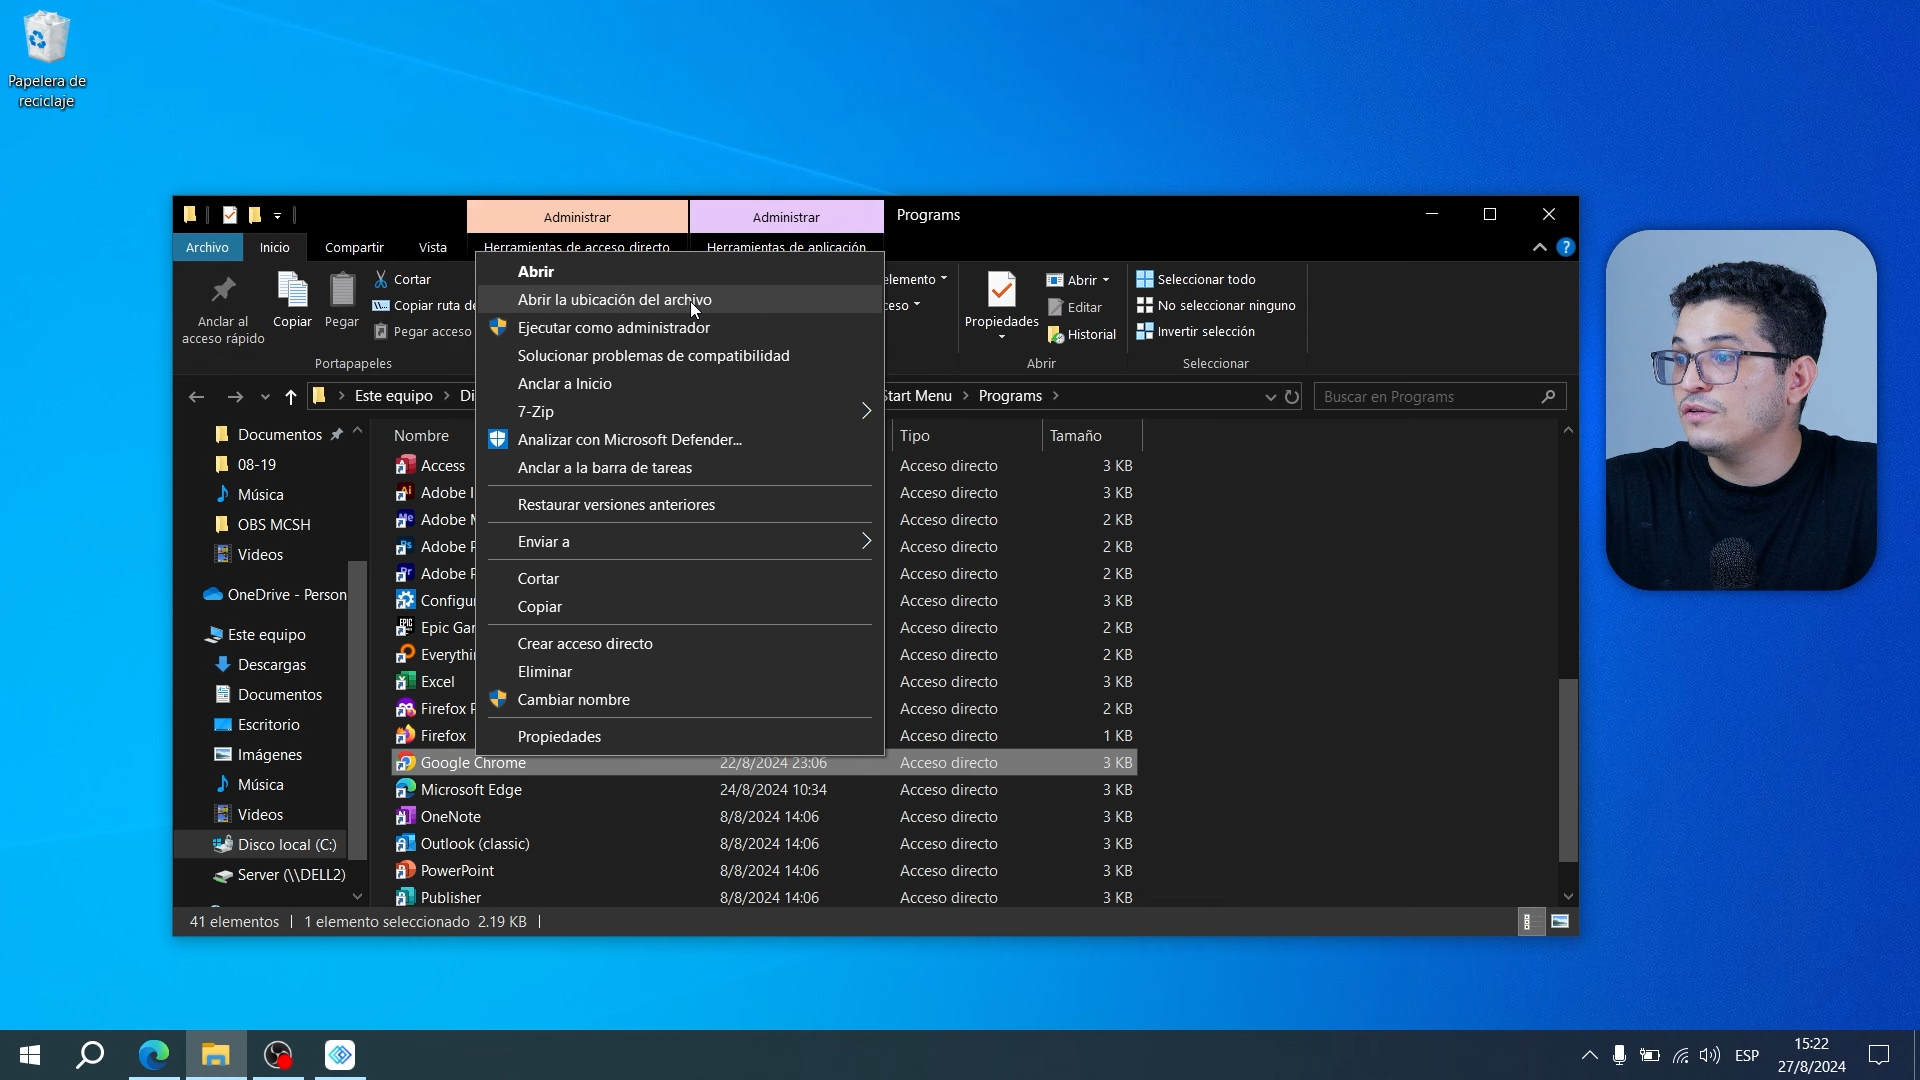 Papelera de
reciclaje
Administrar
Administrar
Programs
Archivo
Inicio
Compartir
Vista
Herramientas de acceso directo
Herramientas de aplicación
Anclar al
acceso rápido
Copiar
Pegar
Cortar
Copiar ruta de
Pegar acceso
Portapapeles
elemento
ceso
Propiedades
Abrir
Editar
Historial
Abrir
Seleccionar todo
No seleccionar ninguno
Invertir selección
Seleccionar
Este equipo
Di
Start Menu
Programs
Buscar en Programs
Abrir
Abrir la ubicación del archivo
Ejecutar como administrador
Solucionar problemas de compatibilidad
Anclar a Inicio
7-Zip
Analizar con Microsoft Defender...
Anclar a la barra de tareas
Restaurar versiones anteriores
Enviar a
Cortar
Copiar
Crear acceso directo
Eliminar
Cambiar nombre
Propiedades
Documentos
08-19
Música
OBS MCSH
Videos
OneDrive - Person
Este equipo
Descargas
Documentos
Escritorio
Imágenes
Música
Videos
Disco local (C:)
Server (\\DELL2)
Nombre Tipo Tamaño
Access Acceso directo 3 KB
Adobe I Acceso directo 3 KB
Adobe M Acceso directo 2 KB
Adobe P Acceso directo 2 KB
Adobe P Acceso directo 2 KB
Configur Acceso directo 3 KB
Epic Gar Acceso directo 2 KB
Everythi Acceso directo 2 KB
Excel Acceso directo 3 KB
Firefox P Acceso directo 2 KB
Firefox Acceso directo 1 KB
Google Chrome 22/8/2024 23:06 Acceso directo 3 KB
Microsoft Edge 24/8/2024 10:34 Acceso directo 3 KB
OneNote 8/8/2024 14:06 Acceso directo 3 KB
Outlook (classic) 8/8/2024 14:06 Acceso directo 3 KB
PowerPoint 8/8/2024 14:06 Acceso directo 3 KB
Publisher 8/8/2024 14:06 Acceso directo 3 KB
41 elementos 1 elemento seleccionado 2.19 KB
ESP
15:22
27/8/2024